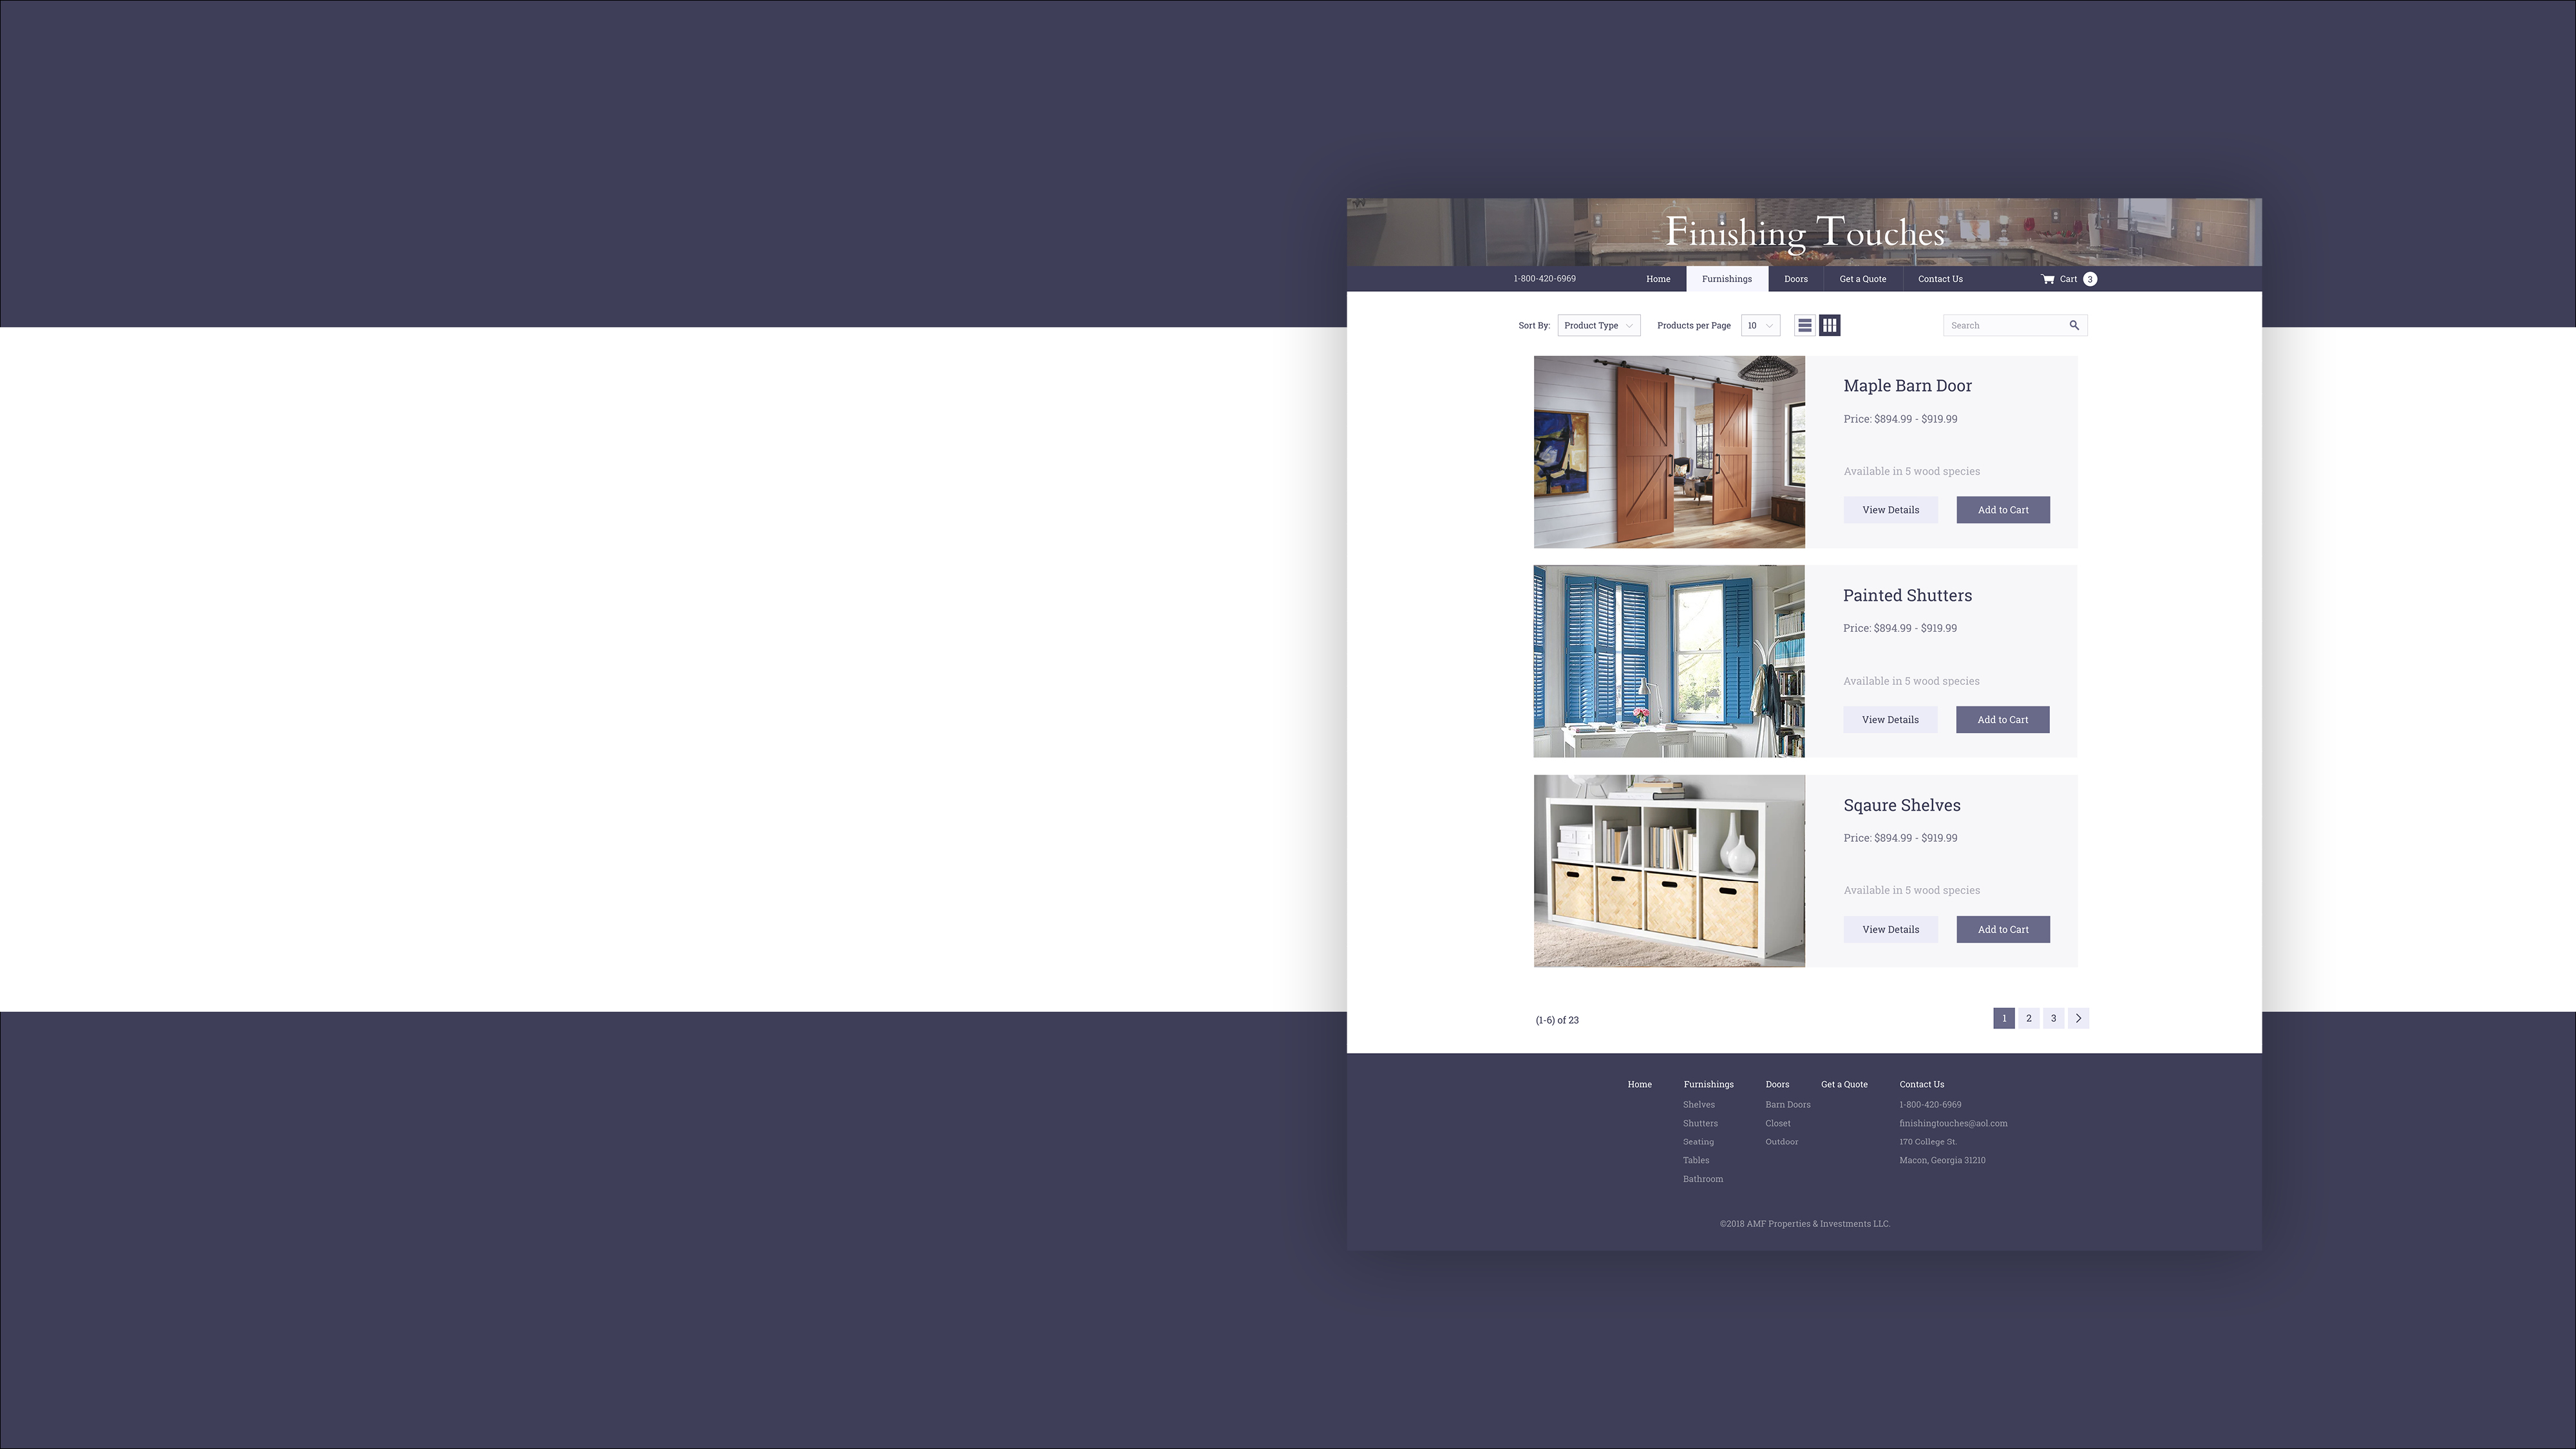 Finishing Touches
1-800-420-6969 Home Furnishings Doors Get a Quote Contact Us Cart 3
Sort By: Product Type Products per Page 10 Search
Maple Barn Door
Price: $894.99 - $919.99
Available in 5 wood species
View Details Add to Cart
Painted Shutters
Price: $894.99 - $919.99
Available in 5 wood species
View Details Add to Cart
Sqaure Shelves
Price: $894.99 - $919.99
Available in 5 wood species
View Details Add to Cart
(1-6) of 23 1 2 3
Home Furnishings Doors Get a Quote Contact Us
Shelves Barn Doors 1-800-420-6969
Shutters Closet finishingtouches@aol.com
Seating Outdoor 170 College St.
Tables Macon, Georgia 31210
Bathroom
©2018 AMF Properties & Investments LLC.